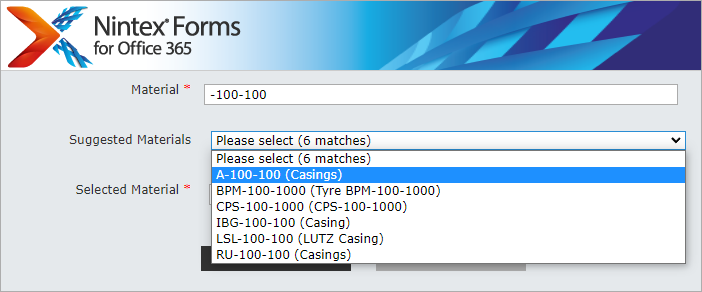 Nintex® Forms
for Office 365
Material *
-100-100
Suggested Materials
Please select (6 matches)
Please select (6 matches)
A-100-100 (Casings)
BPM-100-1000 (Tyre BPM-100-1000)
CPS-100-1000 (CPS-100-1000)
IBG-100-100 (Casing)
LSL-100-100 (LUTZ Casing)
RU-100-100 (Casings)
Selected Material *